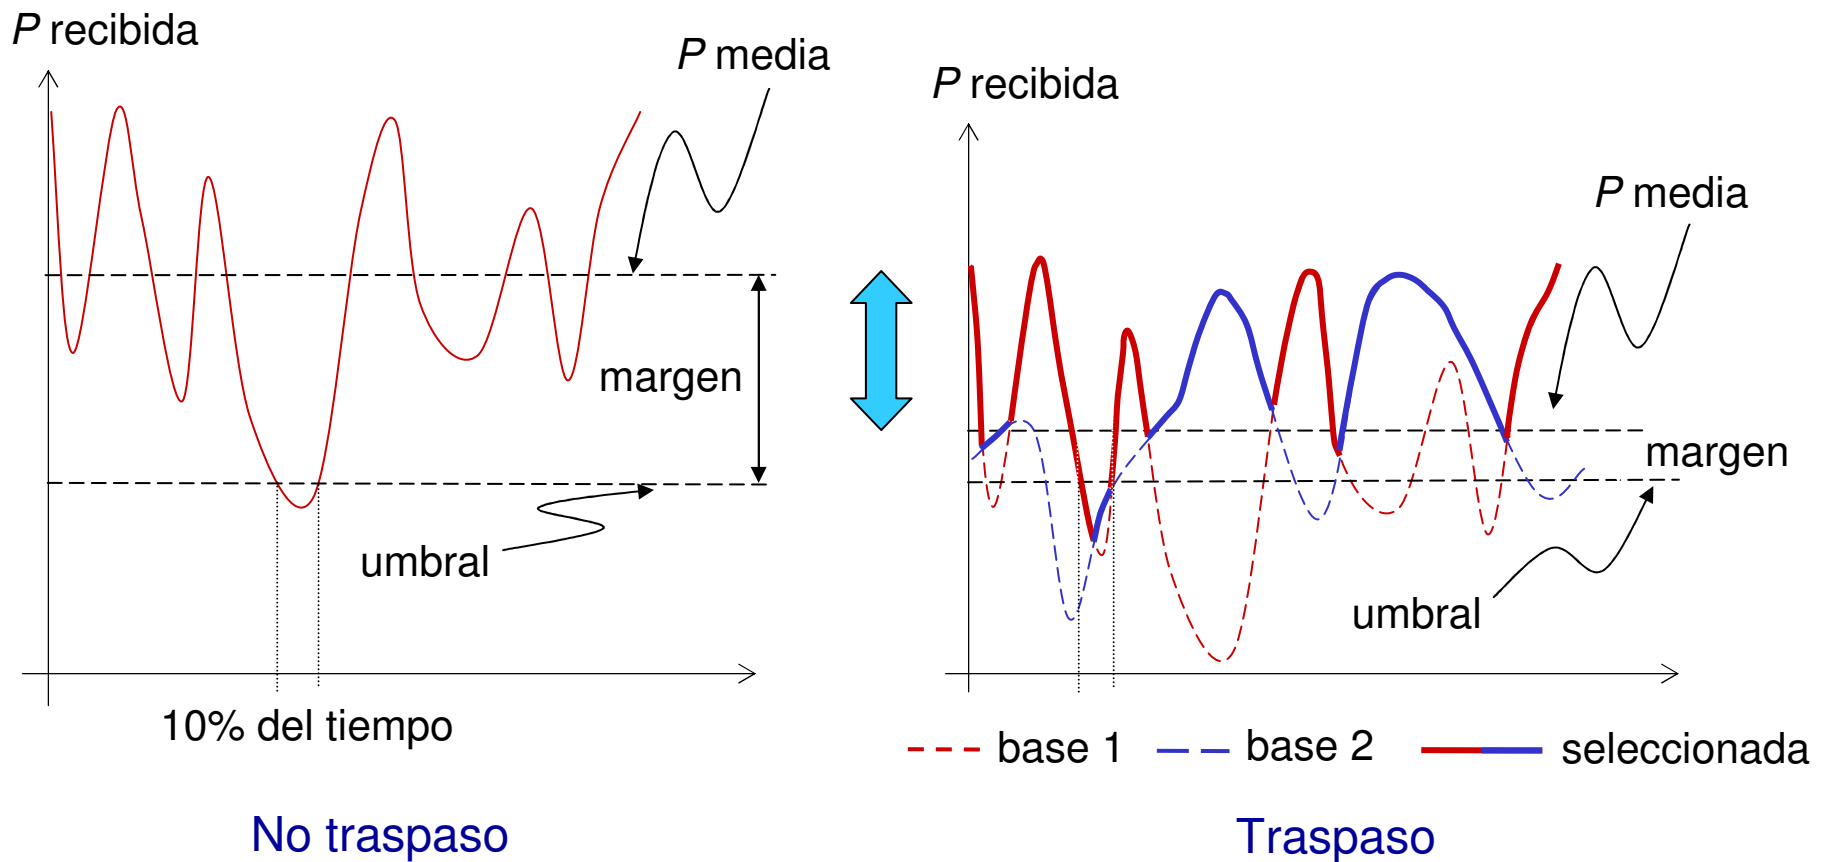 P recibida
P media
margen
umbral
10% del tiempo
No traspaso
P recibida
P media
margen
umbral
base 1
base 2
seleccionada
Traspaso